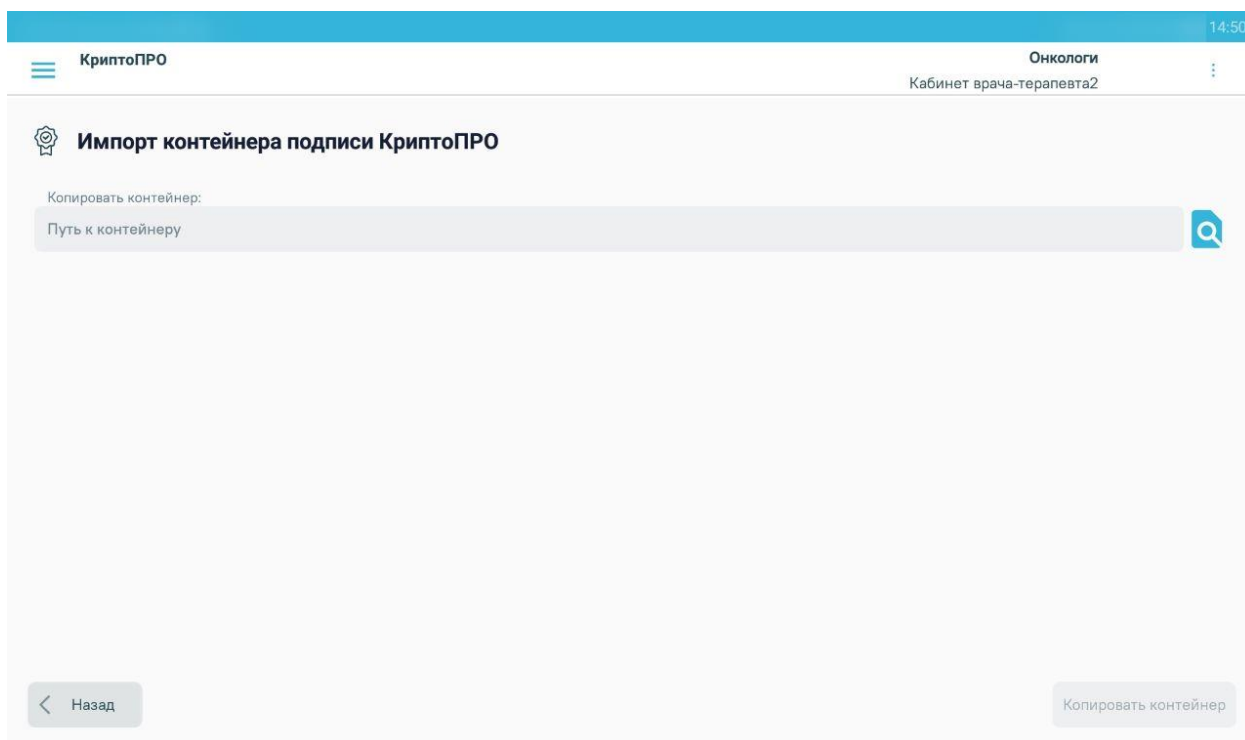 14:50
КриптоПРО
Онкологи
Кабинет врача-терапевта2
Импорт контейнера подписи КриптоПРО
Копировать контейнер:
Путь к контейнеру
Назад
Копировать контейнер